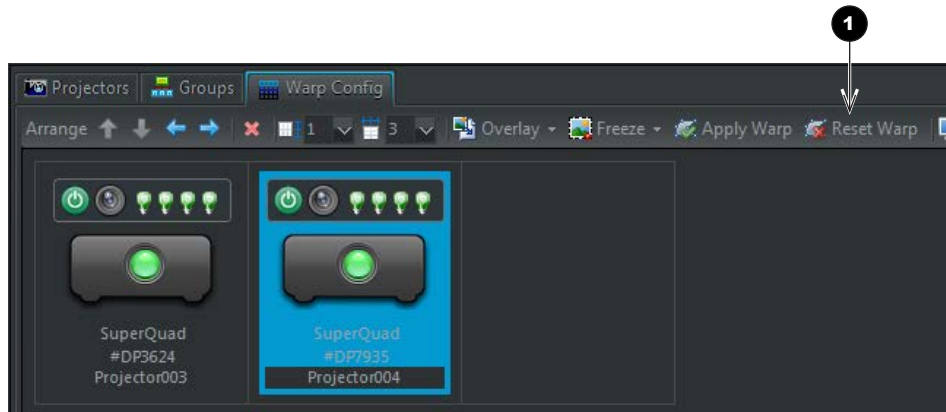 1
Projectors Groups Warp Config
Arrange 1 3 Overlay Freeze Apply Warp Reset Warp
SuperQuad
#DP3624
Projector003
SuperQuad
#DP7935
Projector004